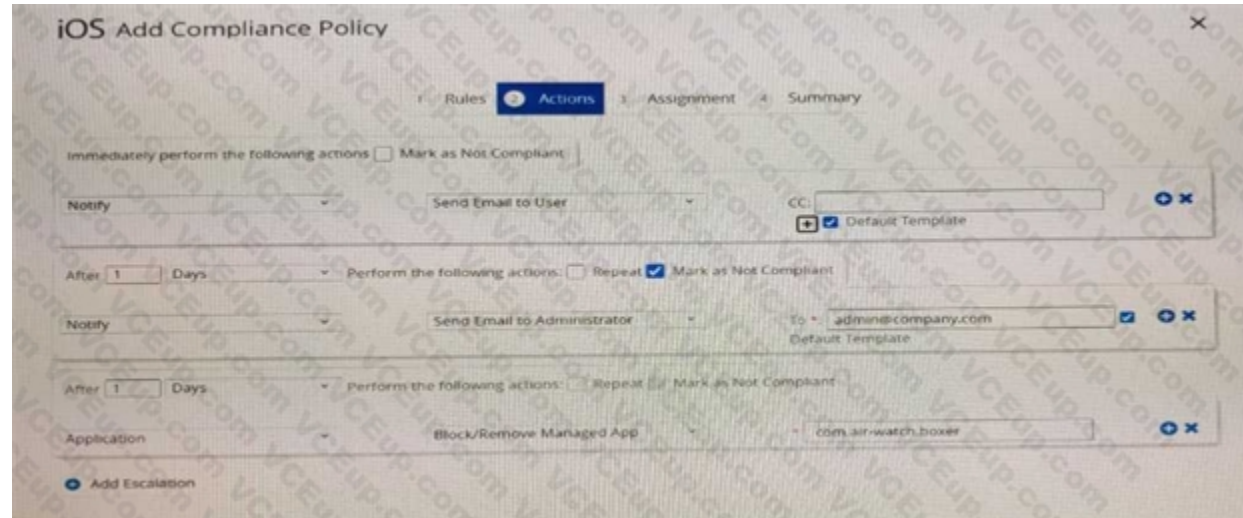 iOS Add Compliance Policy
1 Rules 2 Actions 3 Assignment 4 Summary
Immediately perform the following actions Mark as Not Compliant
Notify Send Email to User CC:
Default Template
After 1 Days Perform the following actions: Repeat Mark as Not Compliant
Notify Send Email to Administrator To *: admin@company.com
Default Template
After 1 Days Perform the following actions: Repeat Mark as Not Compliant
Application Block/Remove Managed App * com.air-watch.boxer
Add Escalation
VCEup.com